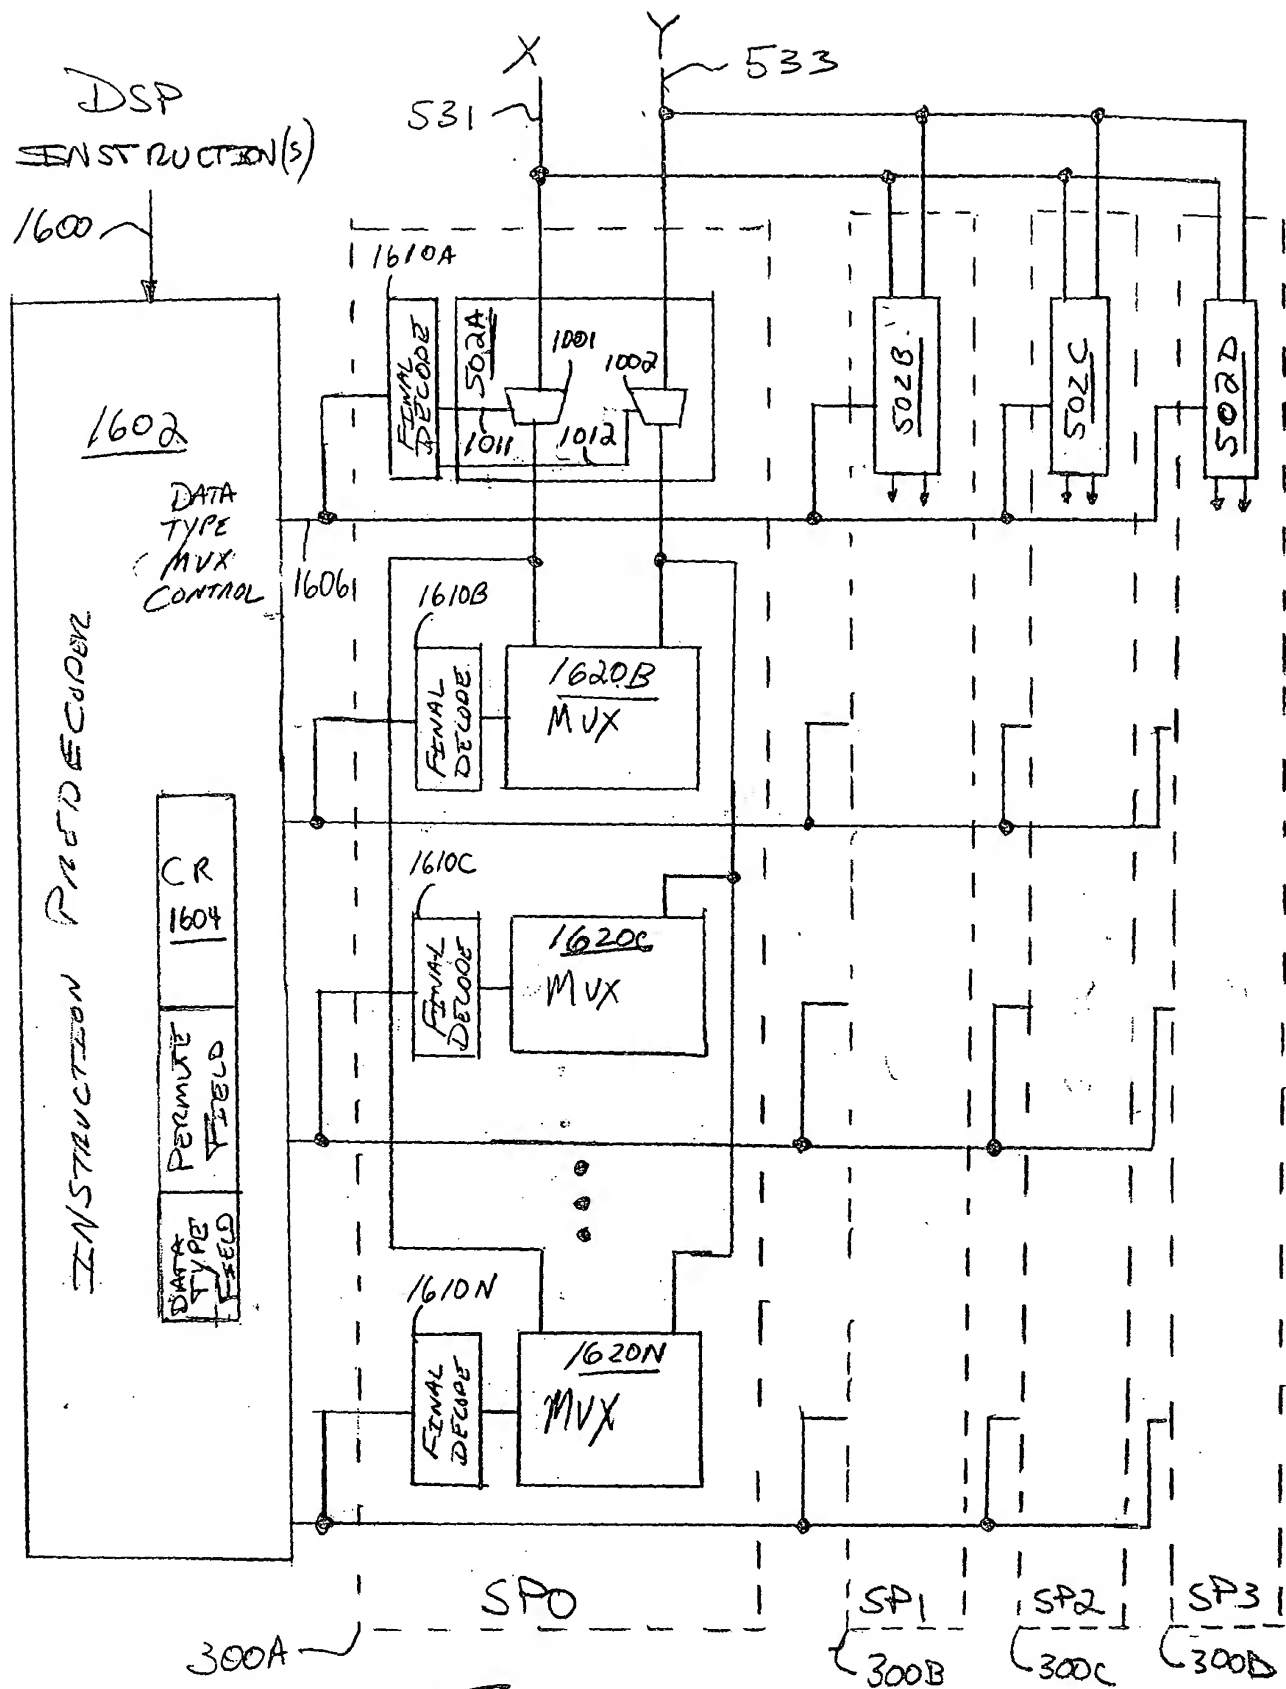 X
Y
533
531
DSP
INSTRUCTION(S)
1600
1610A
FINAL
DECODE
502A
1001
1002
1011
1012
502B
502C
502D
1602
DATA
TYPE
MUX
CONTROL
1606
INSTRUCTION PREDECODER
CR
1604
PERMUTE
FIELD
DATA
TYPE
FIELD
1610B
FINAL
DECODE
1620B
MUX
1610C
FINAL
DECODE
1620C
MUX
1610N
FINAL
DECODE
1620N
MUX
SP0
SP1
SP2
SP3
300A
300B
300C
300D